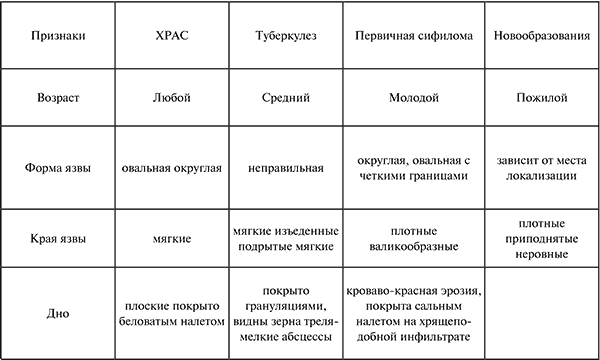 Признаки
ХРАС
Туберкулез
Первичная сифилома
Новообразования
Возраст
Любой
Средний
Молодой
Пожилой
Форма язвы
овальная округлая
неправильная
округлая, овальная с
четкими границами
зависит от места
локализации
Края язвы
мягкие
мягкие изъеденные
подрытые мягкие
плотные
валикообразные
плотные
приподнятые
неровные
Дно
плоские покрыто
беловатым налетом
покрыто
грануляциями,
видны зерна треля-
мелкие абсцессы
кроваво-красная эрозия,
покрыта сальным
налетом на хрящепо-
добной инфильтрате